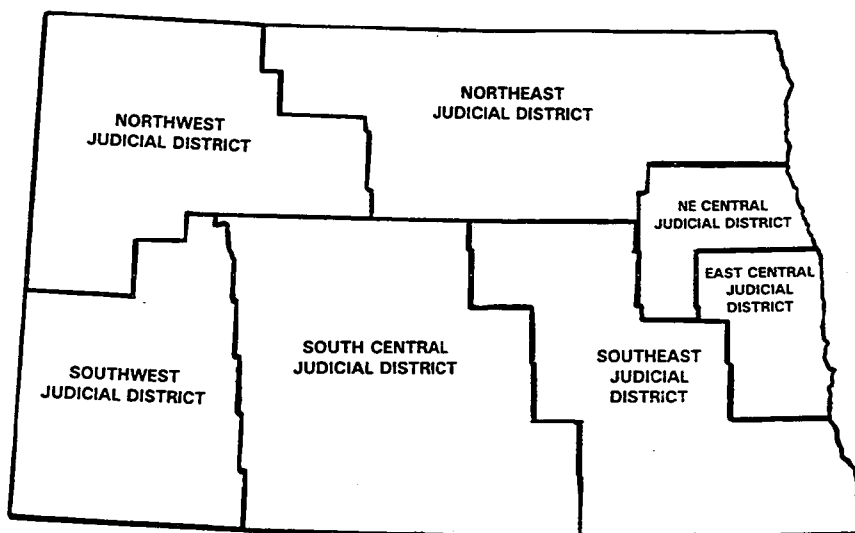 NORTHWEST
JUDICIAL DISTRICT
NORTHEAST
JUDICIAL DISTRICT
NE CENTRAL
JUDICIAL DISTRICT
EAST CENTRAL
JUDICIAL
DISTRICT
SOUTHWEST
JUDICIAL DISTRICT
SOUTH CENTRAL
JUDICIAL DISTRICT
SOUTHEAST
JUDICIAL
DISTRICT